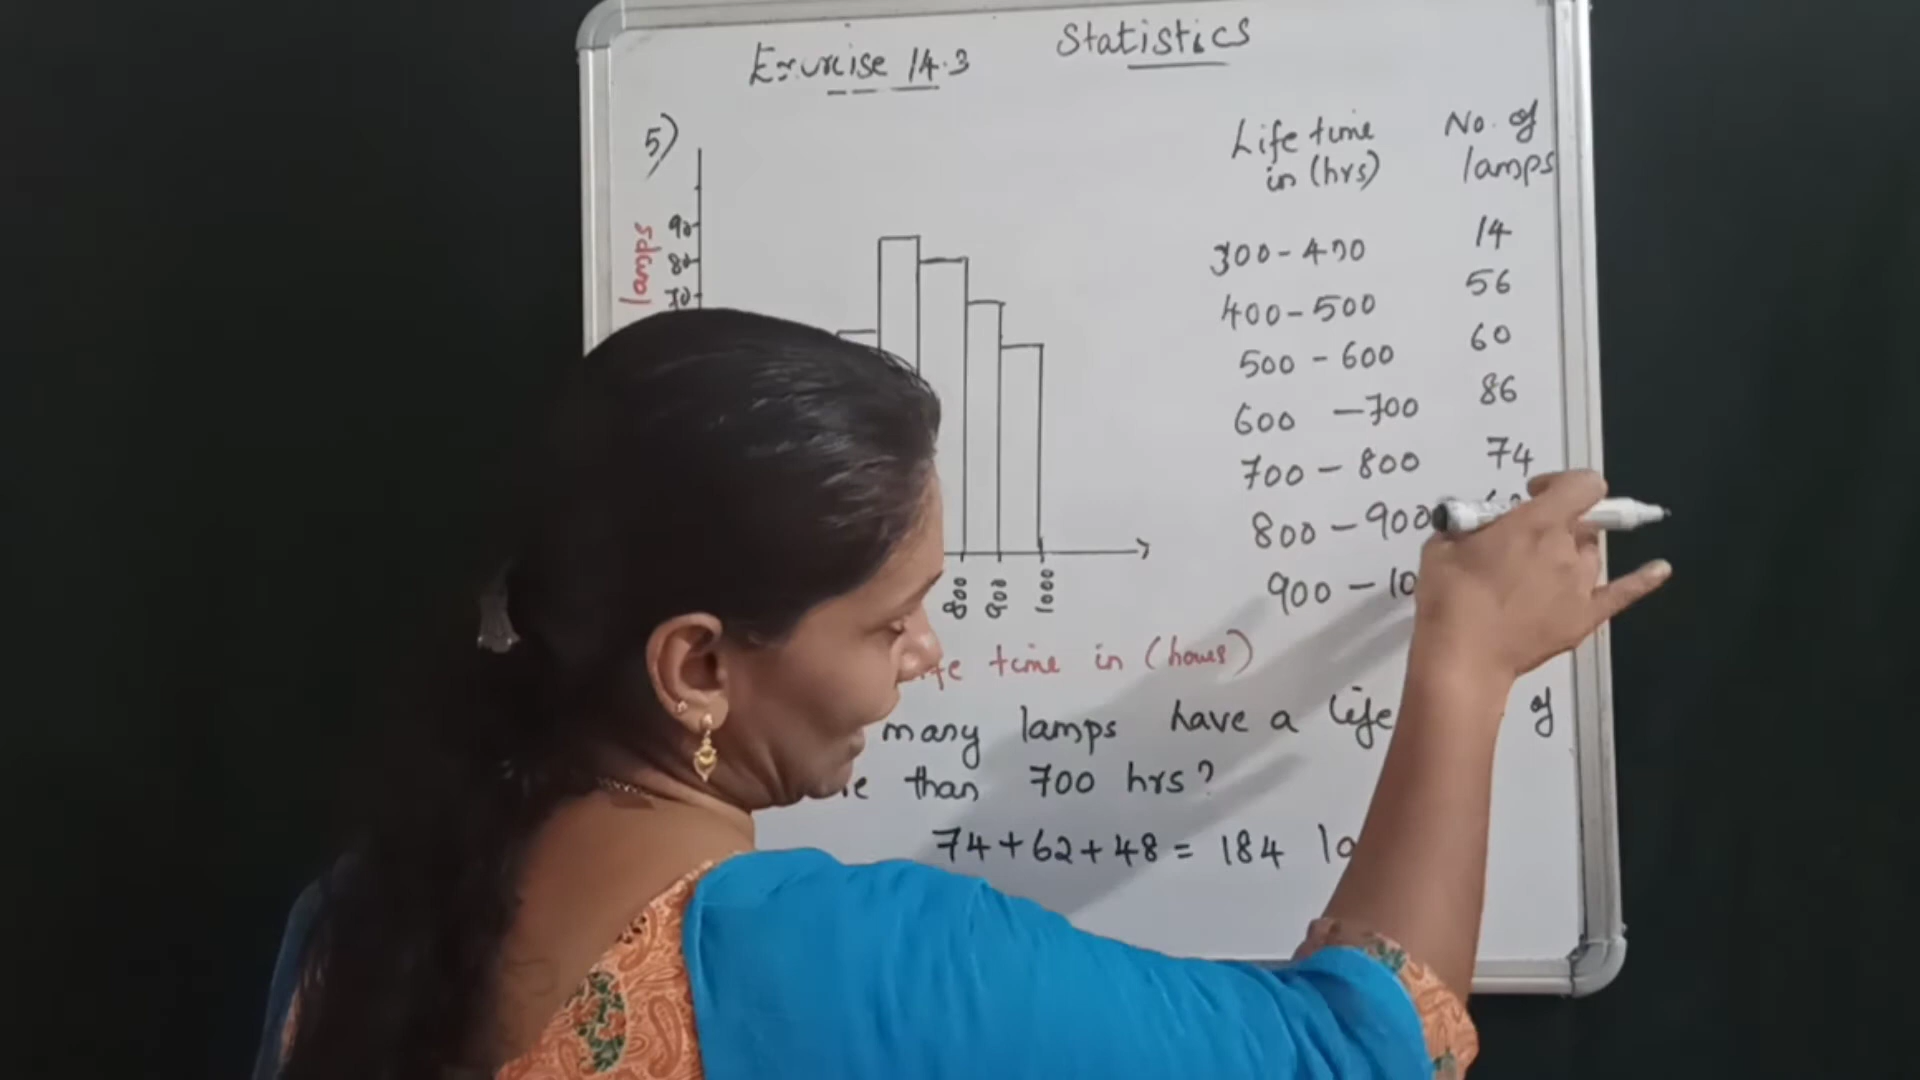 Exercise 14.3
Statistics
5)
90
80
70
lamps
800
900
1000
time in (hours)
Life time
in (hrs)
No. of
lamps
300 - 400
14
400 - 500
56
500 - 600
60
600 - 700
86
700 - 800
74
800 - 900
900 -
many lamps have a life of
than 700 hrs?
74 + 62 + 48 = 184